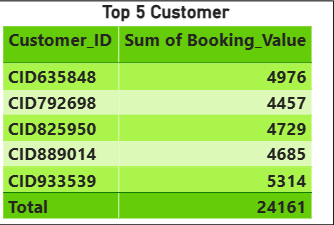 Top 5 Customer
Customer_ID Sum of Booking_Value
CID635848 4976
CID792698 4457
CID825950 4729
CID889014 4685
CID933539 5314
Total 24161